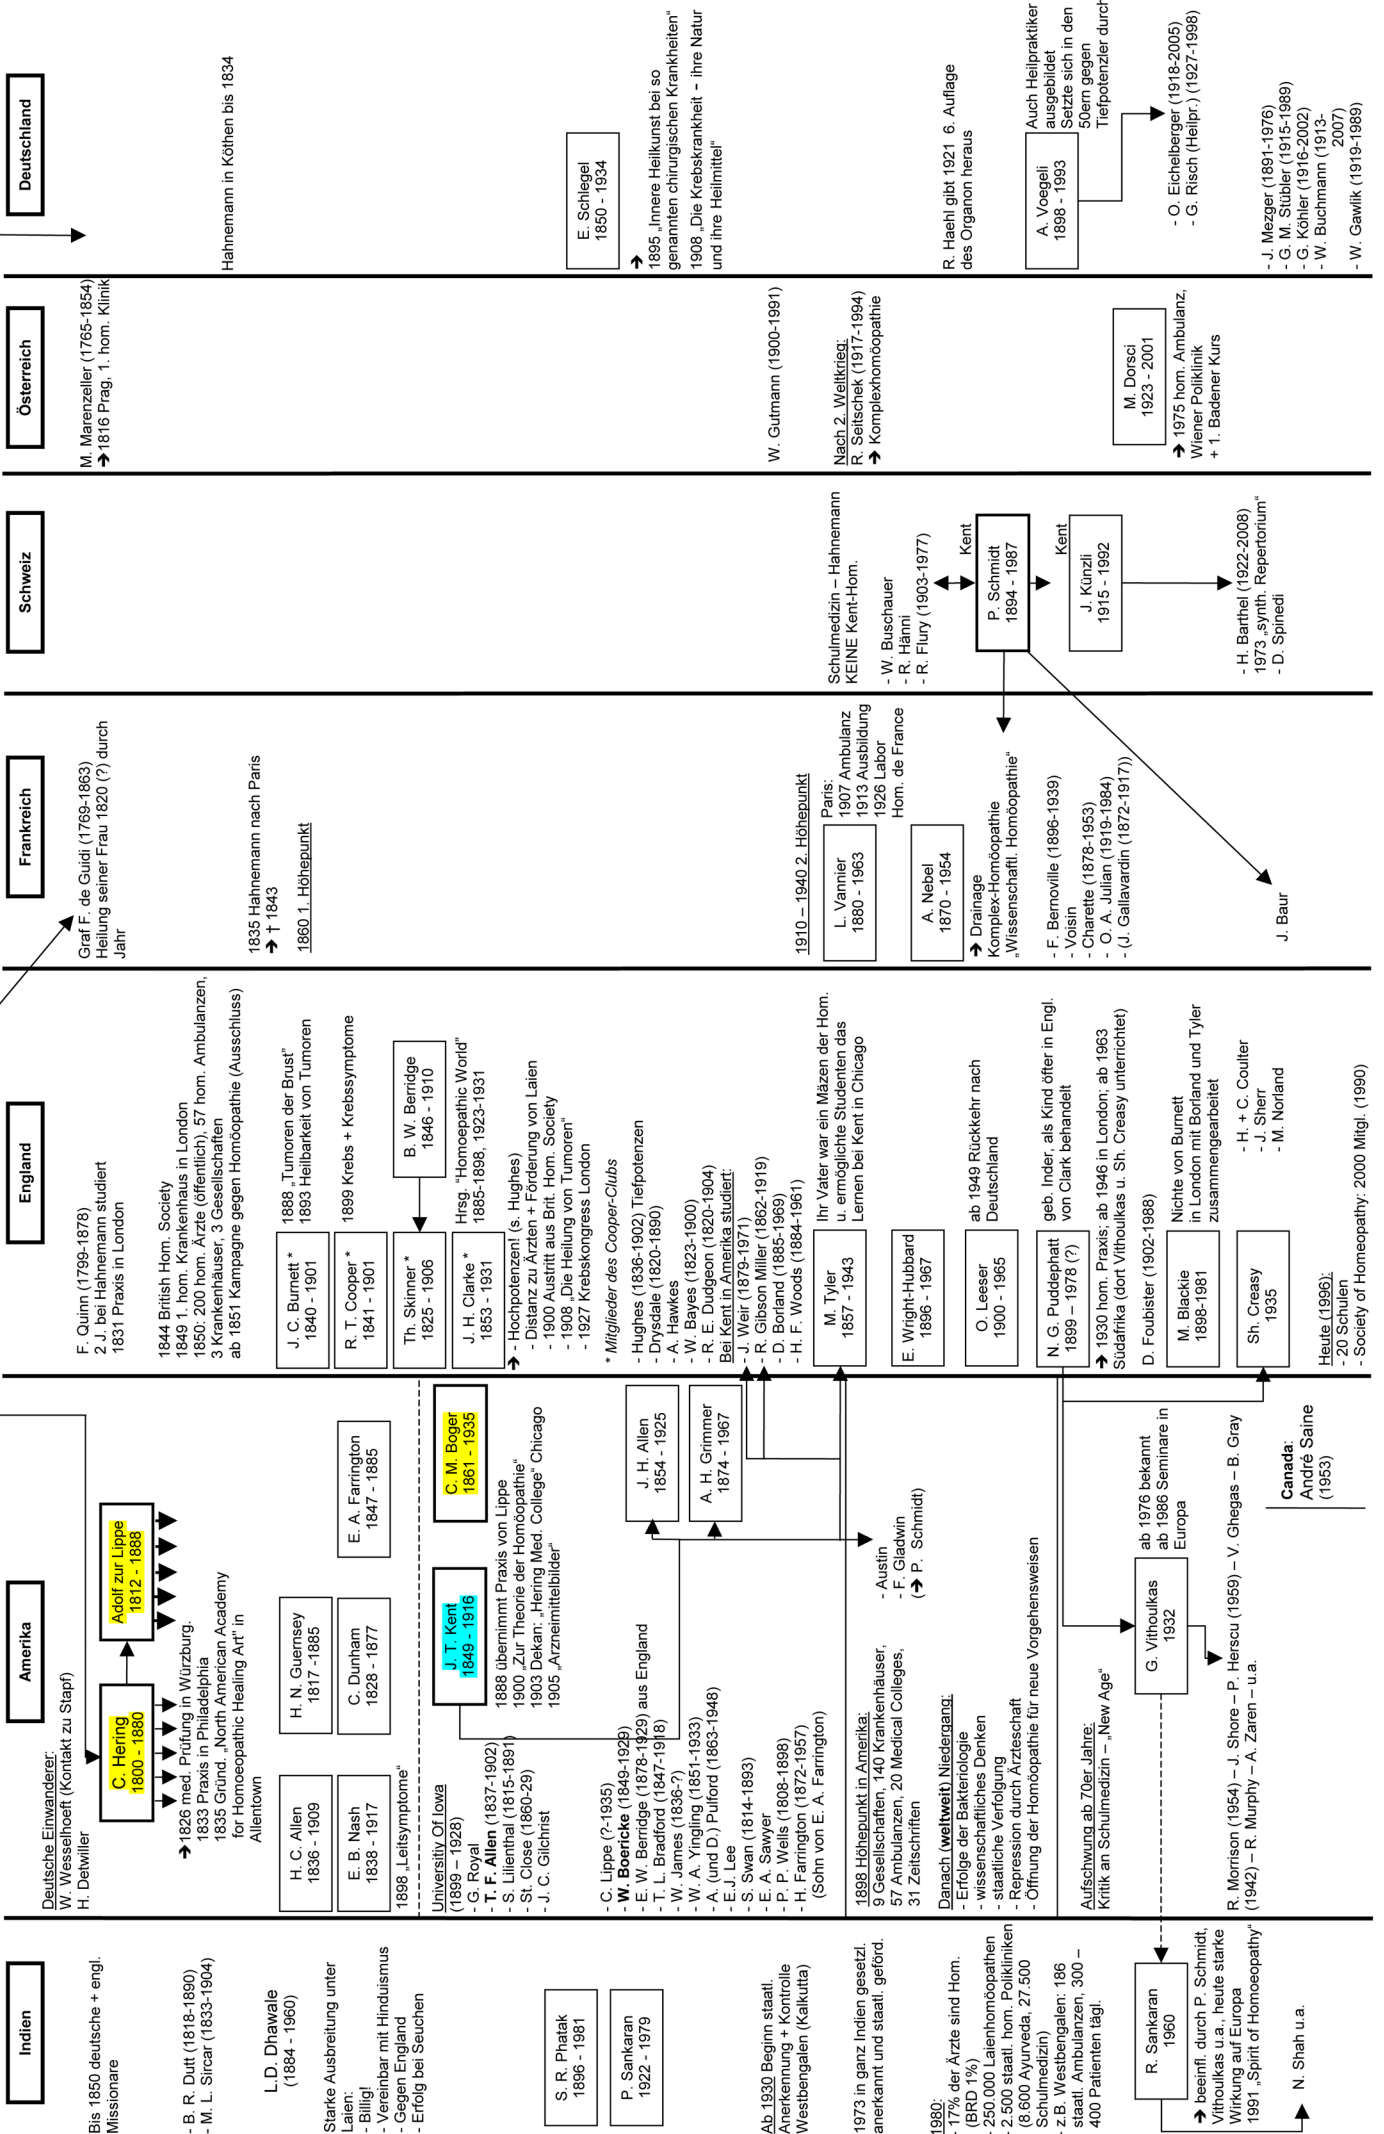 Indien
Bis 1850 deutsche + engl.
Missionare
- B. R. Dutt (1818-1890)
- M. L. Sircar (1833-1904)
L.D. Dhawale
(1884 - 1960)
Starke Ausbreitung unter
Laien:
- Billig!
- Vereinbar mit Hinduismus
- Gegen England
- Erfolg bei Seuchen
S. R. Phatak
1896 - 1981
P. Sankaran
1922 - 1979
Ab 1930 Beginn staatl.
Anerkennung + Kontrolle
Westbengalen (Kalkutta)
1973 in ganz Indien gesetzl.
anerkannt und staatl. geförd.
1980:
- 17% der Ärzte sind Hom.
(BRD 1%)
- 250.000 Laienhomöopathen
- 2.500 staatl. hom. Polikliniken
(8.600 Ayurveda, 27.500
Schulmedizin)
- z.B. Westbengalen: 186
staatl. Ambulanzen, 300 –
400 Patienten tägl.
R. Sankaran
1960
➔ beeinfl. durch P. Schmidt,
Vithoulkas u.a., heute starke
Wirkung auf Europa
1991 „Spirit of Homoeopathy“
N. Shah u.a.
Amerika
Deutsche Einwanderer:
W. Wesselhoeft (Kontakt zu Stapf)
H. Detwiller
C. Hering
1800 - 1880
Adolf zur Lippe
1812 - 1888
➔1826 med. Prüfung in Würzburg.
1833 Praxis in Philadelphia
1835 Gründ. „North American Academy
for Homoeopathic Healing Art“ in
Allentown
H. C. Allen
1836 - 1909
H. N. Guernsey
1817 -1885
E. B. Nash
1838 - 1917
C. Dunham
1828 - 1877
E. A. Farrington
1847 - 1885
1898 „Leitsymptome“
Universitiy Of Iowa
(1899 – 1928)
- G. Royal
- T. F. Allen (1837-1902)
- S. Lilienthal (1815-1891)
- St. Close (1860-29)
- J. C. Gilchrist
J. T. Kent
1849 - 1916
C. M. Boger
1861 - 1935
1888 übernimmt Praxis von Lippe
1900 „Zur Theorie der Homöopathie“
1903 Dekan: „Hering Med. College“ Chicago
1905 „Arzneimittelbilder“
- C. Lippe (?-1935)
- W. Boericke (1849-1929)
- E. W. Berridge (1878-1929) aus England
- T. L. Bradford (1847-1918)
- W. James (1836-?)
- W. A. Yingling (1851-1933)
- A. (und D.) Pulford (1863-1948)
- E.J. Lee
- S. Swan (1814-1893)
- E. A. Sawyer
- P. P. Wells (1808-1898)
- H. Farrington (1872-1957)
(Sohn von E. A. Farrington)
J. H. Allen
1854 - 1925
A. H. Grimmer
1874 - 1967
- Austin
- F. Gladwin
(➔ P. Schmidt)
1898 Höhepunkt in Amerika:
9 Gesellschaften, 140 Krankenhäuser,
57 Ambulanzen, 20 Medical Colleges,
31 Zeitschriften
Danach (weltweit) Niedergang:
- Erfolge der Bakteriologie
- wissenschaftliches Denken
- staatliche Verfolgung
- Repression durch Ärzteschaft
- Öffnung der Homöopathie für neue Vorgehensweisen
Aufschwung ab 70er Jahre:
Kritik an Schulmedizin – „New Age“
G. Vithoulkas
1932
ab 1976 bekannt
ab 1986 Seminare in
Europa
R. Morrison (1954) – J. Shore – P. Herscu (1959) – V. Ghegas – B. Gray
(1942) – R. Murphy – A. Zaren – u.a.
Canada:
André Saine
(1953)
England
F. Quinn (1799-1878)
2 J. bei Hahnemann studiert
1831 Praxis in London
1844 British Hom. Society
1849 1. hom. Krankenhaus in London
1850: 200 hom. Ärzte (öffentlich), 57 hom. Ambulanzen,
3 Krankenhäuser, 3 Gesellschaften
ab 1851 Kampagne gegen Homöopathie (Ausschluss)
J. C. Burnett *
1840 - 1901
1888 „Tumoren der Brust“
1893 Heilbarkeit von Tumoren
R. T. Cooper *
1841 - 1901
1899 Krebs + Krebssymptome
Th. Skinner *
1825 - 1906
B. W. Berridge
1846 - 1910
J. H. Clarke *
1853 - 1931
Hrsg. "Homoepathic World"
1885-1898, 1923-1931
➔ - Hochpotenzen! (s. Hughes)
- Distanz zu Ärzten + Förderung von Laien
- 1900 Austritt aus Brit. Hom. Society
- 1908 „Die Heilung von Tumoren“
- 1927 Krebskongress London
* Mitglieder des Cooper-Clubs
- Hughes (1836-1902) Tiefpotenzen
- Drysdale (1820-1890)
- A. Hawkes
- W. Bayes (1823-1900)
- R. E. Dudgeon (1820-1904)
Bei Kent in Amerika studiert:
- J. Weir (1879-1971)
- R. Gibson Miller (1862-1919)
- D. Borland (1885-1969)
- H. F. Woods (1884-1961)
M. Tyler
1857 - 1943
Ihr Vater war ein Mäzen der Hom.
u. ermöglichte Studenten das
Lernen bei Kent in Chicago
E. Wright-Hubbard
1896 - 1967
O. Leeser
1900 - 1965
ab 1949 Rückkehr nach
Deutschland
N. G. Puddephatt
1899 – 1978 (?)
geb. Inder, als Kind öfter in Engl.
von Clark behandelt
➔ 1930 hom. Praxis; ab 1946 in London; ab 1963
Südafrika (dort Vithoulkas u. Sh. Creasy unterrichtet)
D. Foubister (1902-1988)
M. Blackie
1898-1981
Nichte von Burnett
in London mit Borland und Tyler
zusammengearbeitet
Sh. Creasy
1935
- H. + C. Coulter
- J. Sherr
- M. Norland
Heute (1996):
- 20 Schulen
- Society of Homeopathy: 2000 Mitgl. (1990)
Frankreich
Graf F. de Guidi (1769-1863)
Heilung seiner Frau 1820 (?) durch
Jahr
1835 Hahnemann nach Paris
➔ † 1843
1860 1. Höhepunkt
1910 – 1940 2. Höhepunkt
L. Vannier
1880 - 1963
Paris:
1907 Ambulanz
1913 Ausbildung
1926 Labor
Hom. de France
A. Nebel
1870 - 1954
➔ Drainage
Komplex-Homöopathie
„Wissenschaftl. Homöopathie“
- F. Bernoville (1896-1939)
- Voisin
- Charette (1878-1953)
- O. A. Julian (1919-1984)
- (J. Gallavardin (1872-1917))
J. Baur
Schweiz
Schulmedizin – Hahnemann
KEINE Kent-Hom.
- W. Buschauer
- R. Hänni
- R. Flury (1903-1977)
Kent
P. Schmidt
1894 - 1987
Kent
J. Künzli
1915 - 1992
- H. Barthel (1922-2008)
1973 „synth. Repertorium“
- D. Spinedi
Österreich
M. Marenzeller (1765-1854)
➔1816 Prag, 1. hom. Klinik
W. Gutmann (1900-1991)
Nach 2. Weltkrieg:
R. Seitschek (1917-1994)
➔ Komplexhomöopathie
M. Dorsci
1923 - 2001
➔ 1975 hom. Ambulanz,
Wiener Poliklinik
+ 1. Badener Kurs
Deutschland
Hahnemann in Köthen bis 1834
E. Schlegel
1850 - 1934
➔
1895 „Innere Heilkunst bei so
genannten chirurgischen Krankheiten“
1908 „Die Krebskrankheit – ihre Natur
und ihre Heilmittel“
R. Haehl gibt 1921 6. Auflage
des Organon heraus
A. Voegeli
1898 - 1993
Auch Heilpraktiker
ausgebildet
Setzte sich in den
50ern gegen
Tiefpotenzler durch
- O. Eichelberger (1918-2005)
- G. Risch (Heilpr.) (1927-1998)
- J. Mezger (1891-1976)
- G. M. Stübler (1915-1989)
- G. Köhler (1916-2002)
- W. Buchmann (1913-
2007)
- W. Gawlik (1919-1989)